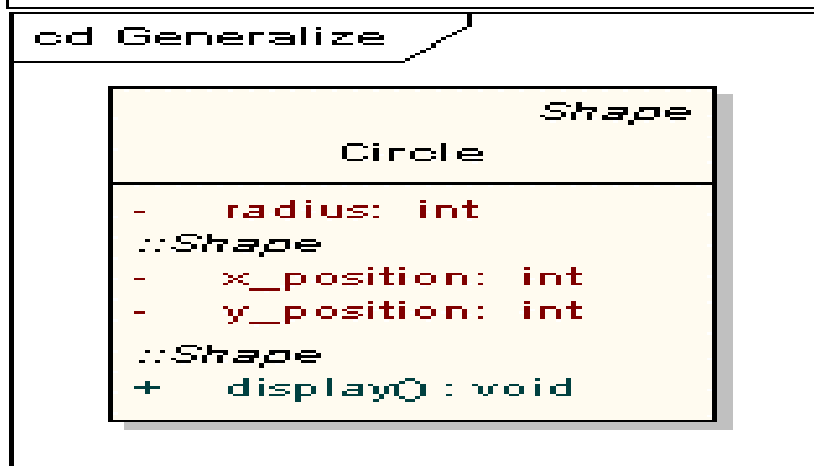 cd Generalize
Shape
Circle
- radius: int
::Shape
- x_position: int
- y_position: int
::Shape
+ display() : void